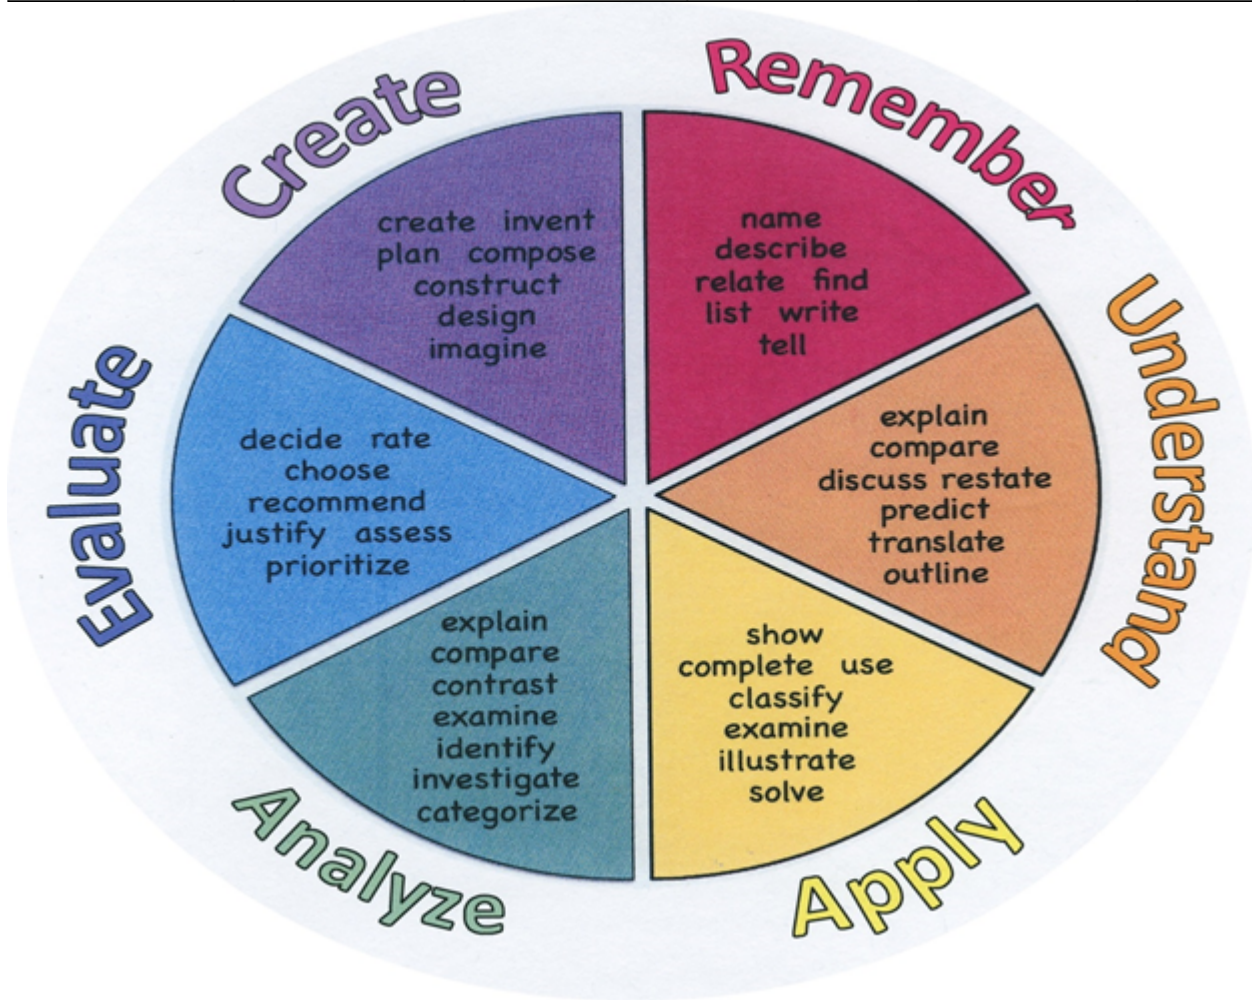 Remember
name
describe
relate find
list write
tell
Understand
explain
compare
discuss restate
predict
translate
outline
Apply
show
complete use
classify
examine
illustrate
solve
Analyze
explain
compare
contrast
examine
identify
investigate
categorize
Evaluate
decide rate
choose
recommend
justify assess
prioritize
Create
create invent
plan compose
construct
design
imagine